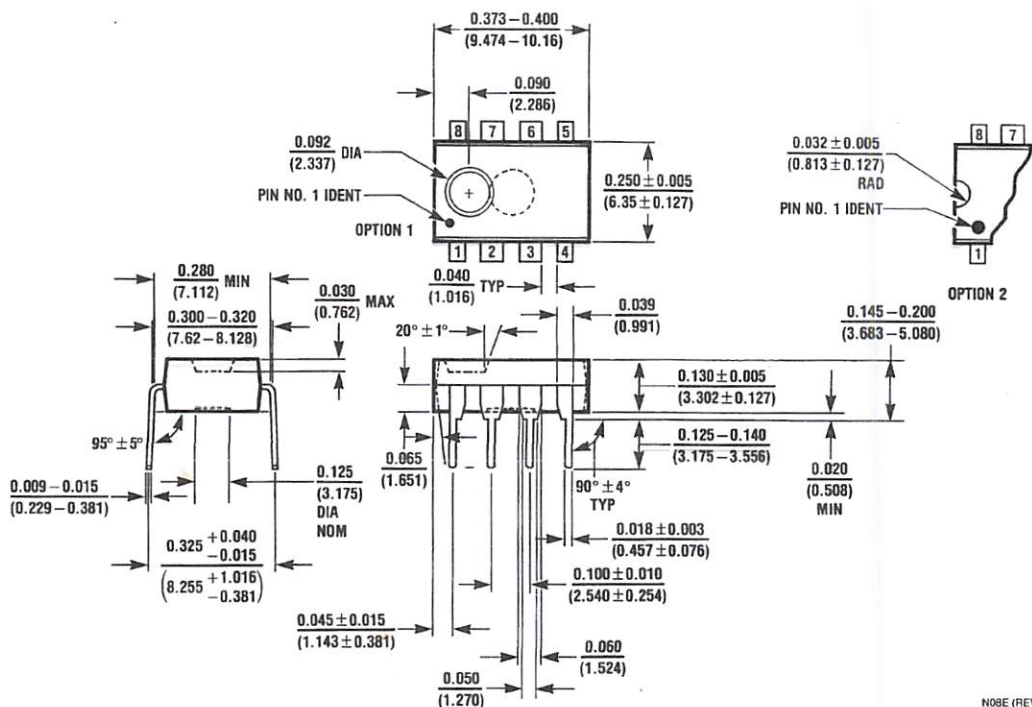 0.373–0.400
(9.474–10.16)
0.090
(2.286)
8 7 6 5
0.092 DIA
(2.337)
PIN NO. 1 IDENT
OPTION 1
0.250 ± 0.005
(6.35 ± 0.127)
1 2 3 4
0.032 ± 0.005
(0.813 ± 0.127)
RAD
PIN NO. 1 IDENT
8 7
1
OPTION 2
0.280 MIN
(7.112)
0.300–0.320
(7.62–8.128)
0.030 MAX
(0.762)
0.040 TYP
(1.016)
0.039
(0.991)
20° ± 1°
0.145–0.200
(3.683–5.080)
0.130 ± 0.005
(3.302 ± 0.127)
0.125–0.140
(3.175–3.556)
0.020
(0.508)
MIN
95° ± 5°
0.065
(1.651)
90° ± 4°
TYP
0.009–0.015
(0.229–0.381)
0.125
(3.175)
DIA
NOM
0.018 ± 0.003
(0.457 ± 0.076)
0.325 +0.040
-0.015
(8.255 +1.016
-0.381)
0.100 ± 0.010
(2.540 ± 0.254)
0.045 ± 0.015
(1.143 ± 0.381)
0.060
(1.524)
0.050
(1.270)
N08E (REV